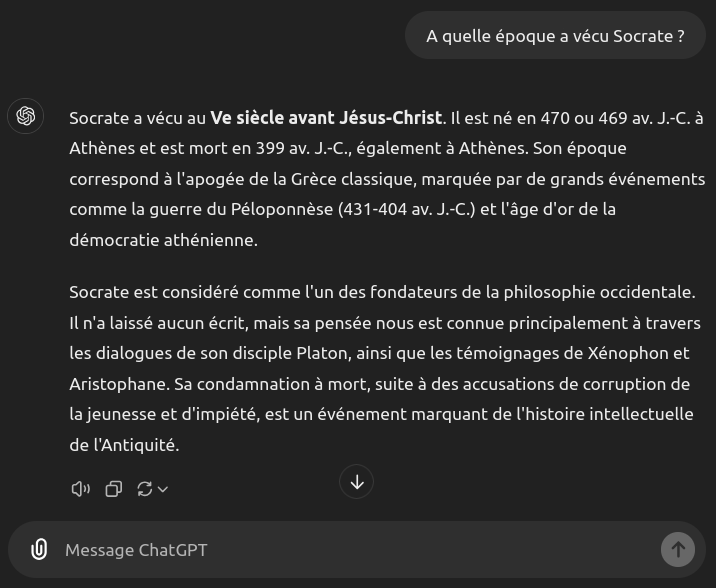 A quelle époque a vécu Socrate ?
Socrate a vécu au Ve siècle avant Jésus-Christ. Il est né en 470 ou 469 av. J.-C. à
Athènes et est mort en 399 av. J.-C., également à Athènes. Son époque
correspond à l'apogée de la Grèce classique, marquée par de grands événements
comme la guerre du Péloponnèse (431-404 av. J.-C.) et l'âge d'or de la
démocratie athénienne.
Socrate est considéré comme l'un des fondateurs de la philosophie occidentale.
Il n'a laissé aucun écrit, mais sa pensée nous est connue principalement à travers
les dialogues de son disciple Platon, ainsi que les témoignages de Xénophon et
Aristophane. Sa condamnation à mort, suite à des accusations de corruption de
la jeunesse et d'impiété, est un événement marquant de l'histoire intellectuelle
de l'Antiquité.
Message ChatGPT